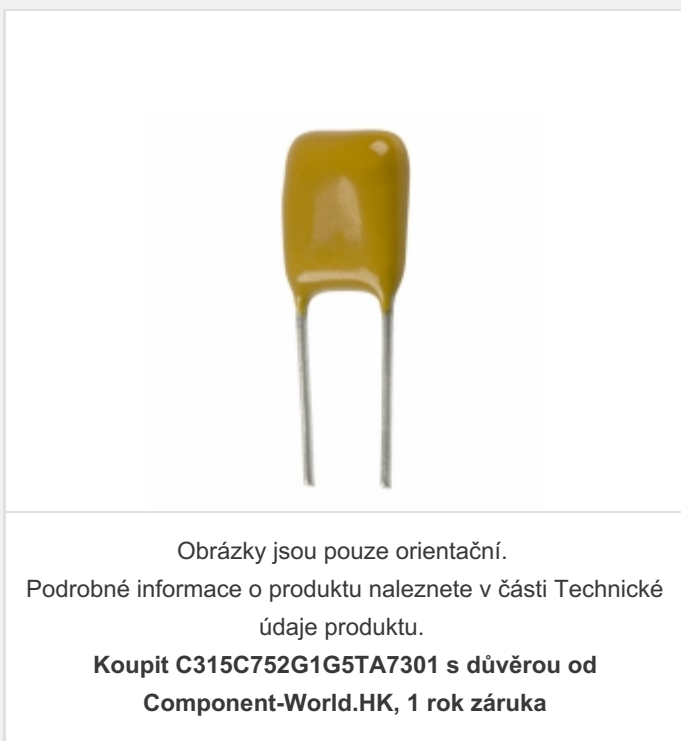 Obrázky jsou pouze orientační.
Podrobné informace o produktu naleznete v části Technické
údaje produktu.
Koupit C315C752G1G5TA7301 s důvěrou od
Component-World.HK, 1 rok záruka